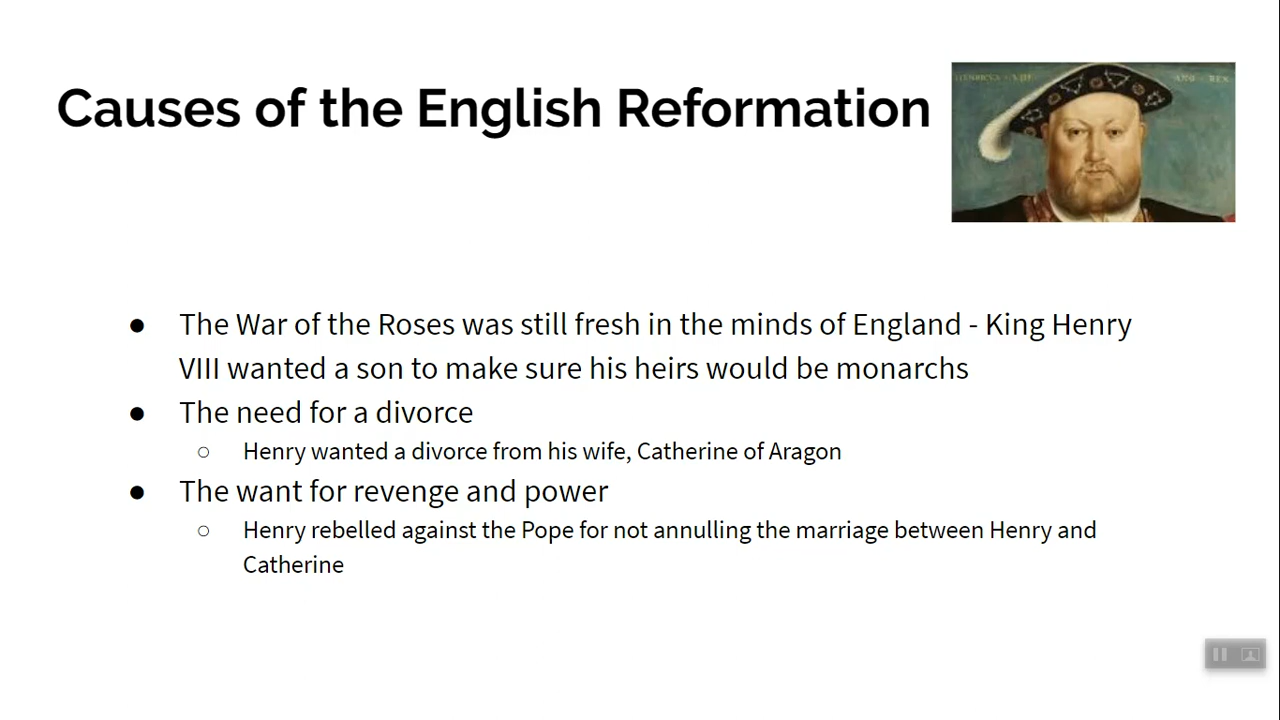 Causes of the English Reformation
● The War of the Roses was still fresh in the minds of England - King Henry
VIII wanted a son to make sure his heirs would be monarchs
● The need for a divorce
○ Henry wanted a divorce from his wife, Catherine of Aragon
● The want for revenge and power
○ Henry rebelled against the Pope for not annulling the marriage between Henry and
Catherine